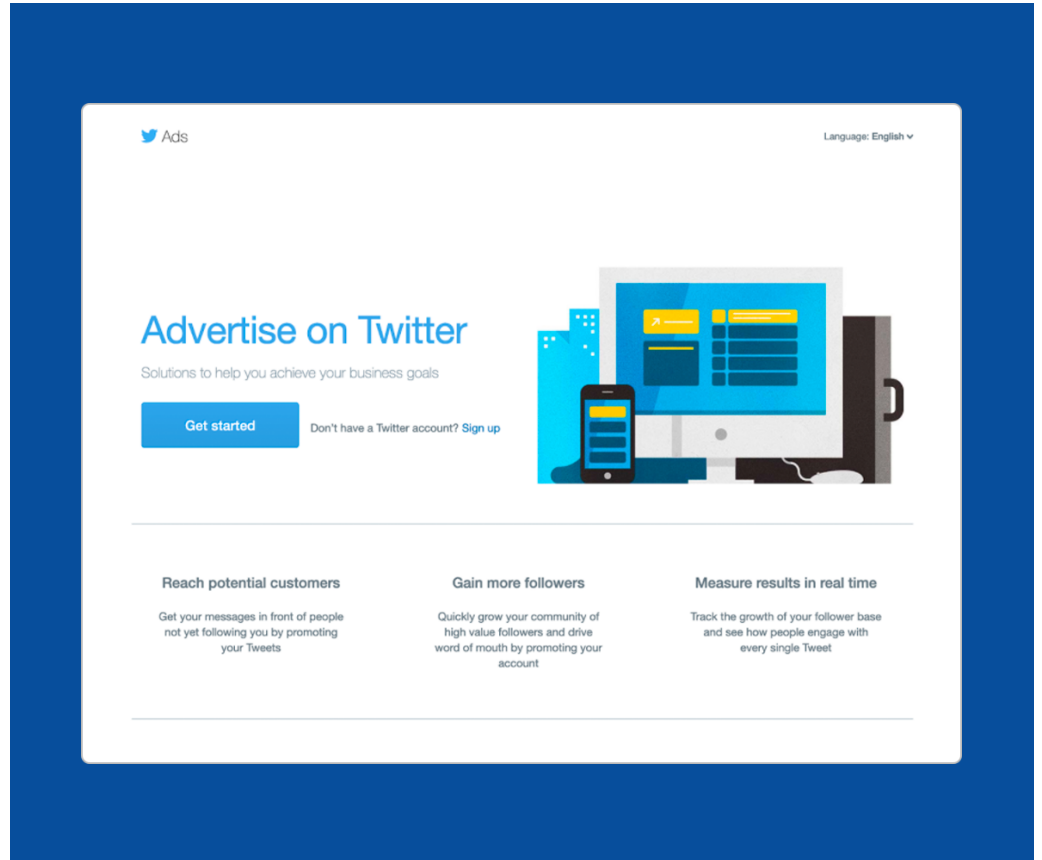 Ads
Language: English
Advertise on Twitter
Solutions to help you achieve your business goals
Get started
Don't have a Twitter account? Sign up
Reach potential customers
Get your messages in front of people
not yet following you by promoting
your Tweets
Gain more followers
Quickly grow your community of
high value followers and drive
word of mouth by promoting your
account
Measure results in real time
Track the growth of your follower base
and see how people engage with
every single Tweet